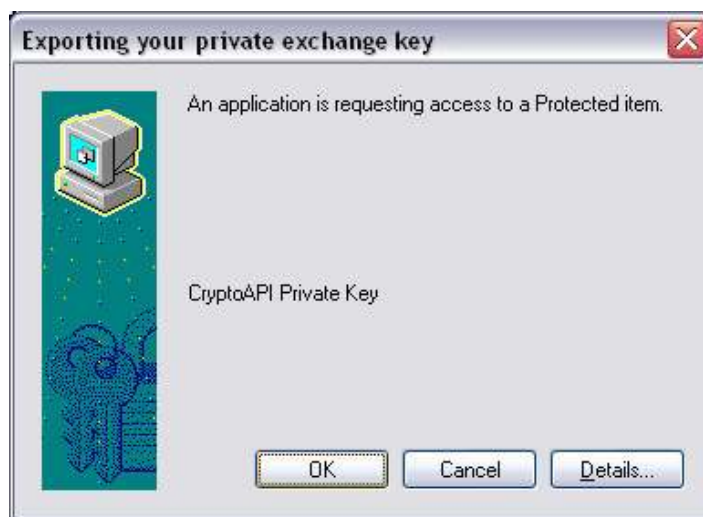 Exporting your private exchange key
An application is requesting access to a Protected item.
CryptoAPI Private Key
OK Cancel Details...